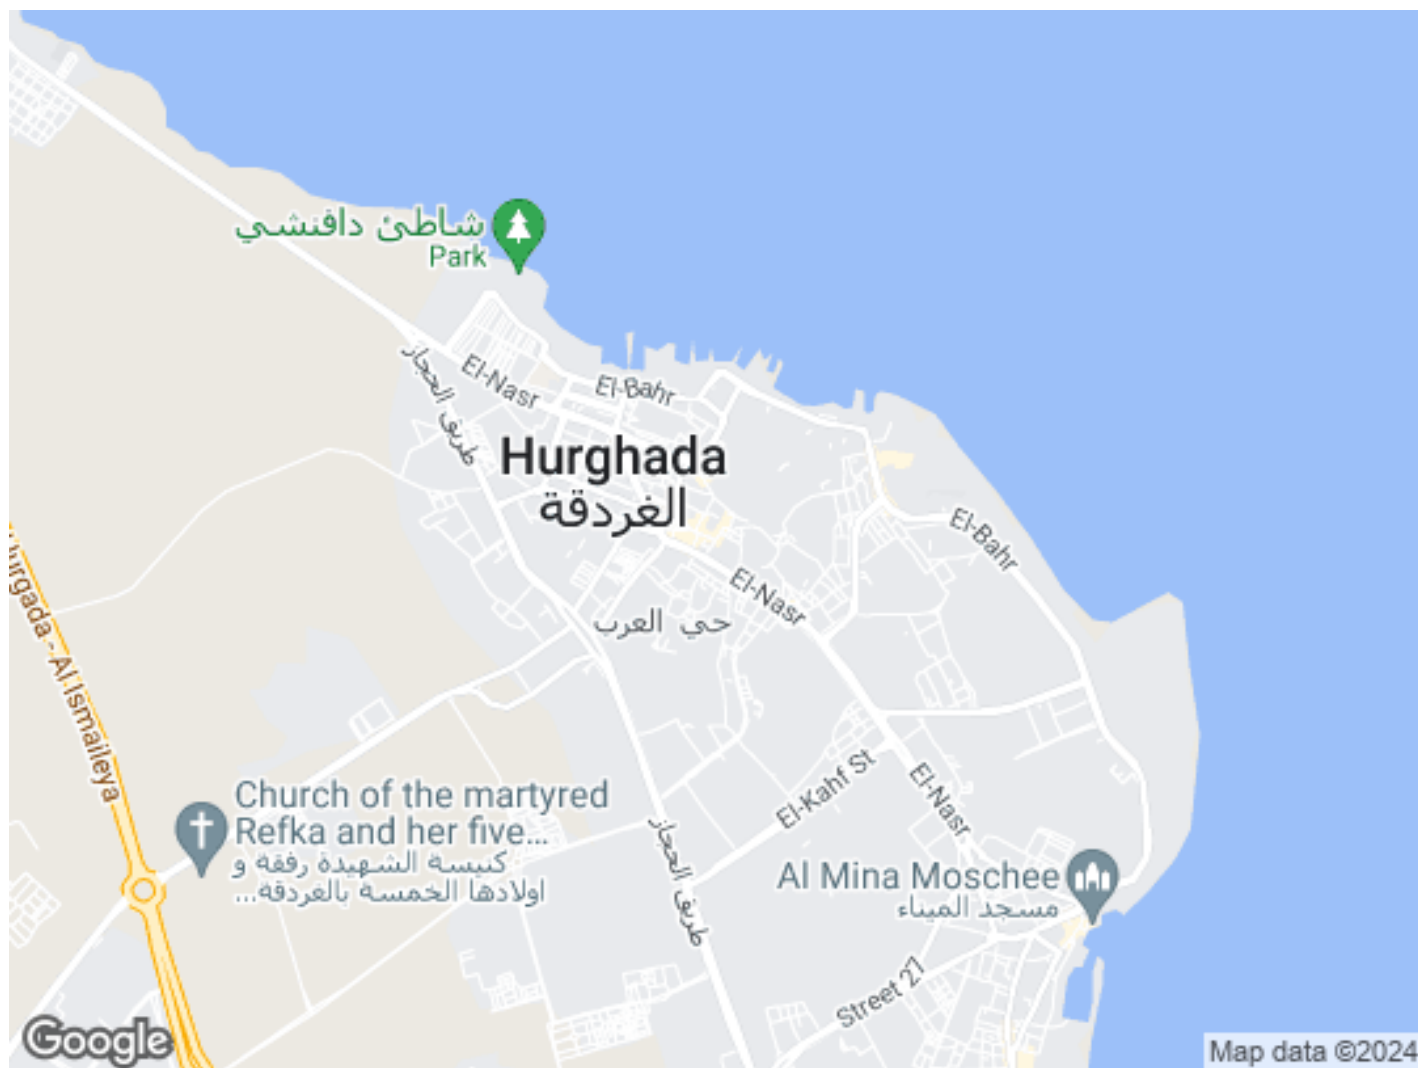 شاطئ دافنشي
Park
El-Nasr
El-Bahr
طريق الحجاز
Hurghada
الغردقة
El-Bahr
El-Nasr
حي العرب
Hurgada - Al Ismaileya
Church of the martyred
Refka and her five...
كنيسة الشهيدة رفقة و
اولادها الخمسة بالغردقة...
El-Kahf St
El-Nasr
طريق الحجاز
Al Mina Moschee
مسجد الميناء
Street 27
Google
Map data ©2024